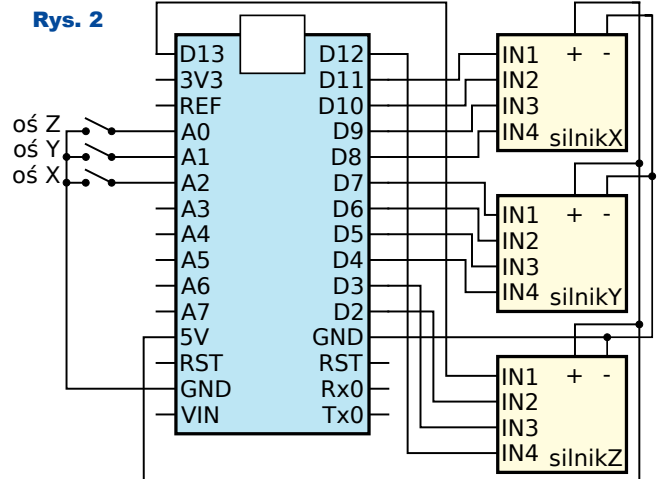 Rys. 2
D13 D12
3V3 D11
REF D10
oś Z A0 D9
oś Y A1 D8
oś X A2 D7
A3 D6
A4 D5
A5 D4
A6 D3
A7 D2
5V GND
RST RST
GND Rx0
VIN Tx0
IN1 + -
IN2
IN3
IN4 silnikX
IN1 + -
IN2
IN3
IN4 silnikY
IN1 + -
IN2
IN3
IN4 silnikZ